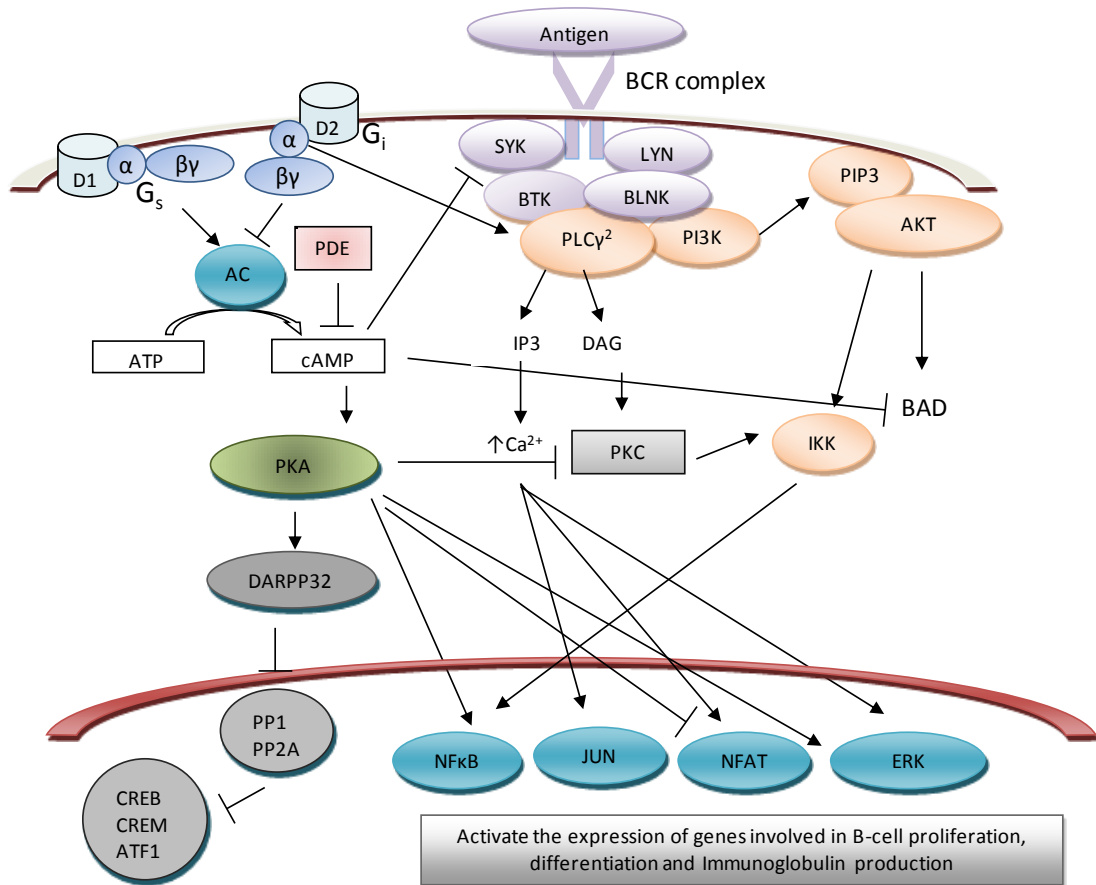 Antigen
BCR complex
D2
Gi
α
SYK
LYN
α
βγ
D1
Gs
βγ
PIP3
BTK
BLNK
AKT
PLCγ²
PI3K
PDE
AC
IP3
DAG
ATP
cAMP
BAD
↑Ca²⁺
PKC
IKK
PKA
DARPP32
PP1
PP2A
NFκB
JUN
NFAT
ERK
CREB
CREM
ATF1
Activate the expression of genes involved in B-cell proliferation,
differentiation and Immunoglobulin production